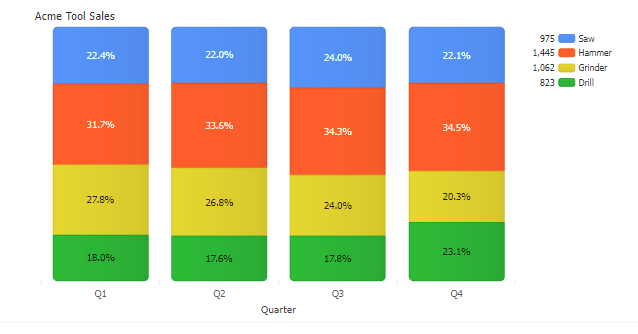 Acme Tool Sales
22.4% 22.0% 24.0% 22.1%
31.7% 33.6% 34.3% 34.5%
27.8% 26.8% 24.0% 20.3%
18.0% 17.6% 17.8% 23.1%
Q1 Q2 Q3 Q4
Quarter
975 Saw
1,445 Hammer
1,062 Grinder
823 Drill